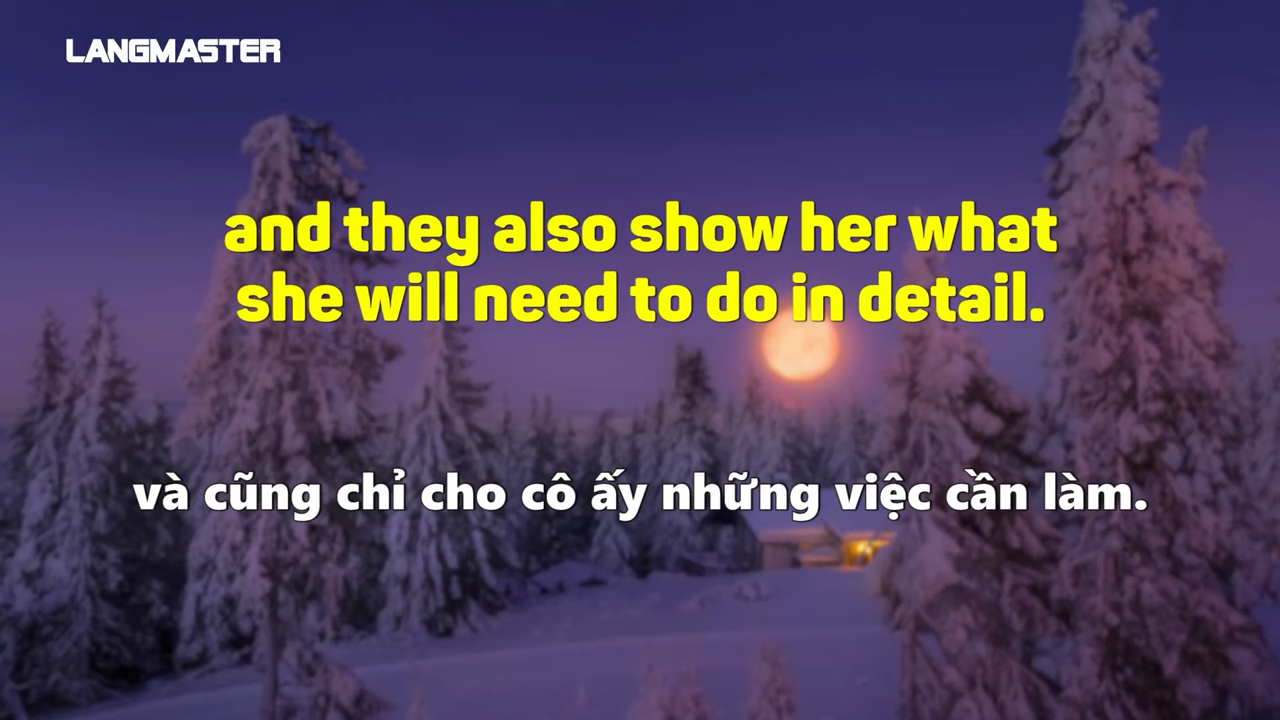 LANGMASTER
and they also show her what
she will need to do in detail.
và cũng chỉ cho cô ấy những việc cần làm.